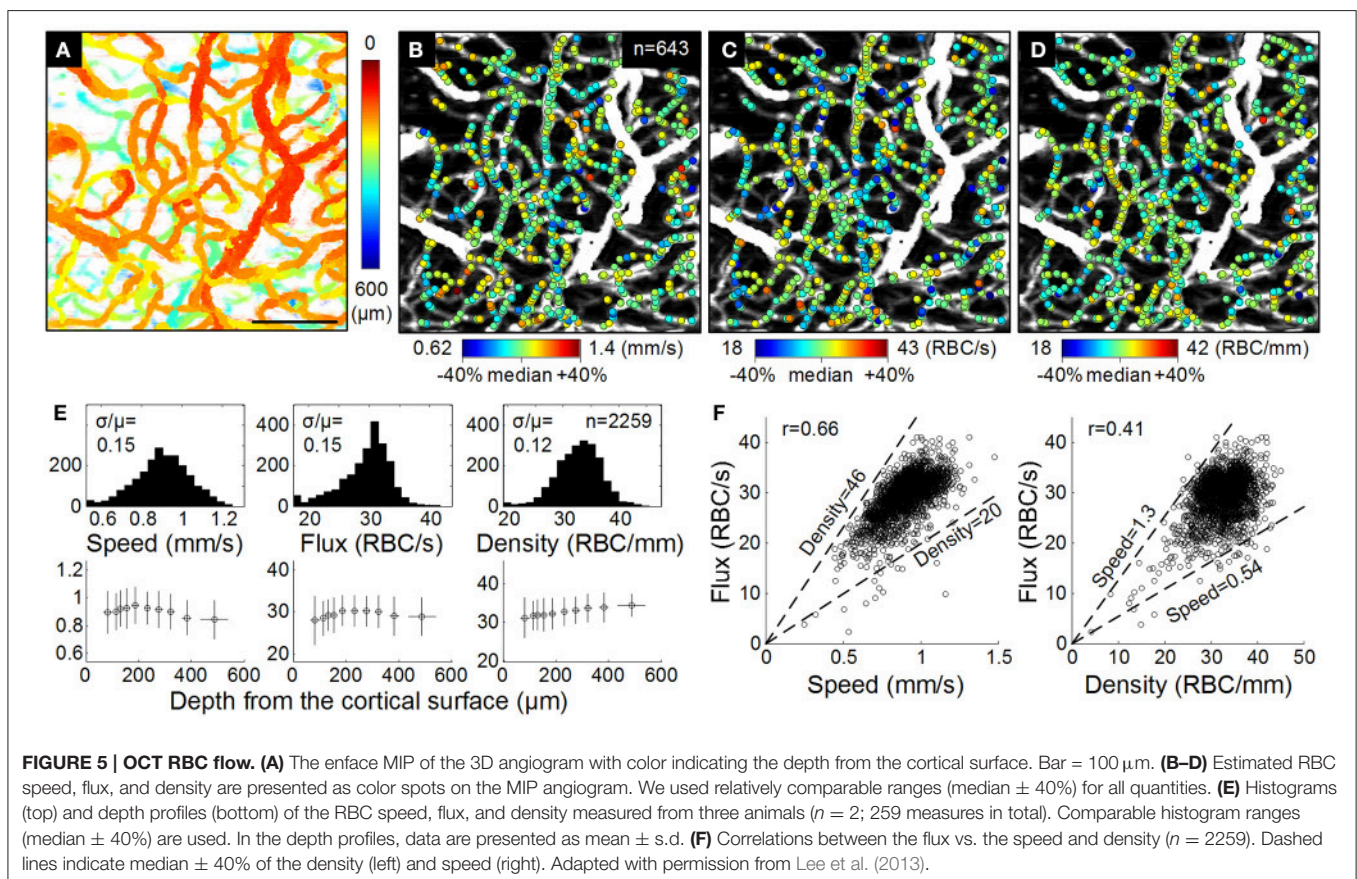 A
0
600
(μm)
B
n=643
C
D
0.62 1.4 (mm/s)
-40% median +40%
18 43 (RBC/s)
-40% median +40%
18 42 (RBC/mm)
-40% median +40%
E
σ/μ=
0.15
200
0
0.6 0.8 1 1.2
Speed (mm/s)
σ/μ=
0.15
400
200
0
20 30 40
Flux (RBC/s)
σ/μ=
0.12
n=2259
400
200
0
20 30 40
Density (RBC/mm)
1.2
1
0.8
0.6
0 200 400 600
40
30
20
0 200 400 600
40
30
20
0 200 400 600
Depth from the cortical surface (μm)
F
r=0.66
Density=46
Density=20
Flux (RBC/s)
40
30
20
10
0
0 0.5 1 1.5
Speed (mm/s)
r=0.41
Speed=1.3
Speed=0.54
Flux (RBC/s)
40
30
20
10
0
0 10 20 30 40 50
Density (RBC/mm)
FIGURE 5 | OCT RBC flow. (A) The enface MIP of the 3D angiogram with color indicating the depth from the cortical surface. Bar = 100 μm. (B–D) Estimated RBC
speed, flux, and density are presented as color spots on the MIP angiogram. We used relatively comparable ranges (median ± 40%) for all quantities. (E) Histograms
(top) and depth profiles (bottom) of the RBC speed, flux, and density measured from three animals (n = 2; 259 measures in total). Comparable histogram ranges
(median ± 40%) are used. In the depth profiles, data are presented as mean ± s.d. (F) Correlations between the flux vs. the speed and density (n = 2259). Dashed
lines indicate median ± 40% of the density (left) and speed (right). Adapted with permission from Lee et al. (2013).